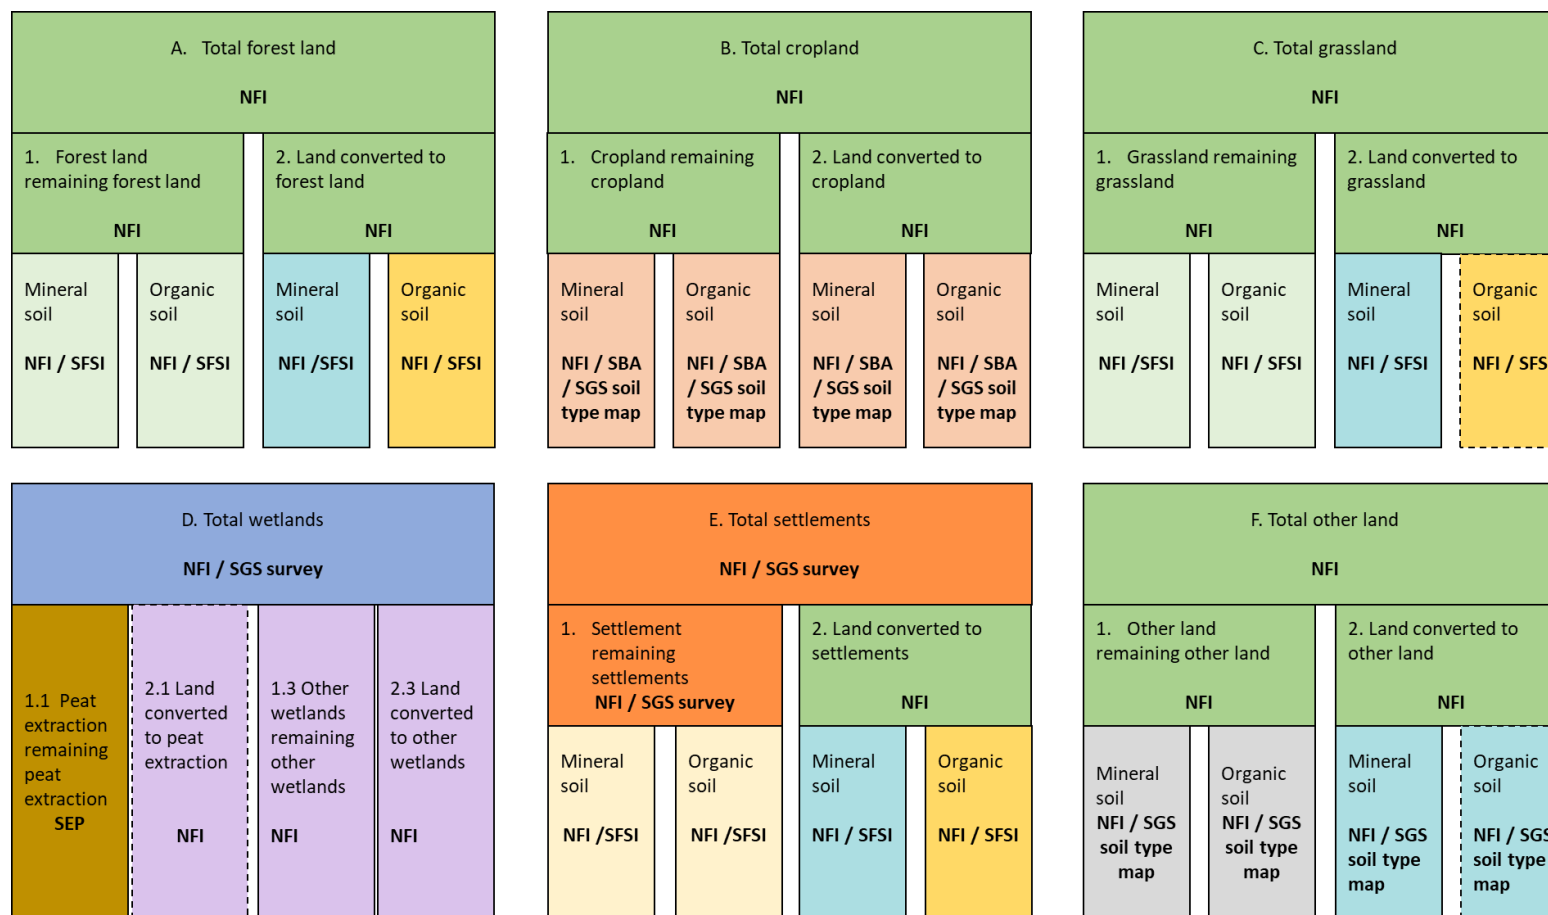 A. Total forest land
NFI
1. Forest land
remaining forest land
NFI
2. Land converted to
forest land
NFI
Mineral
soil
NFI / SFSI
Organic
soil
NFI / SFSI
Mineral
soil
NFI /SFSI
Organic
soil
NFI / SFSI
B. Total cropland
NFI
1. Cropland remaining
cropland
NFI
2. Land converted to
cropland
NFI
Mineral
soil
NFI / SBA
/ SGS soil
type map
Organic
soil
NFI / SBA
/ SGS soil
type map
Mineral
soil
NFI / SBA
/ SGS soil
type map
Organic
soil
NFI / SBA
/ SGS soil
type map
C. Total grassland
NFI
1. Grassland remaining
grassland
NFI
2. Land converted to
grassland
NFI
Mineral
soil
NFI /SFSI
Organic
soil
NFI / SFSI
Mineral
soil
NFI / SFSI
Organic
soil
NFI / SFS
D. Total wetlands
NFI / SGS survey
1.1 Peat
extraction
remaining
peat
extraction
SEP
2.1 Land
converted
to peat
extraction
NFI
1.3 Other
wetlands
remaining
other
wetlands
NFI
2.3 Land
converted
to other
wetlands
NFI
E. Total settlements
NFI / SGS survey
1. Settlement
remaining
settlements
NFI / SGS survey
2. Land converted to
settlements
NFI
Mineral
soil
NFI /SFSI
Organic
soil
NFI /SFSI
Mineral
soil
NFI / SFSI
Organic
soil
NFI / SFSI
F. Total other land
NFI
1. Other land
remaining other land
NFI
2. Land converted to
other land
NFI
Mineral
soil
NFI / SGS
soil type
map
Organic
soil
NFI / SGS
soil type
map
Mineral
soil
NFI / SGS
soil type
map
Organic
soil
NFI / SGS
soil type
map